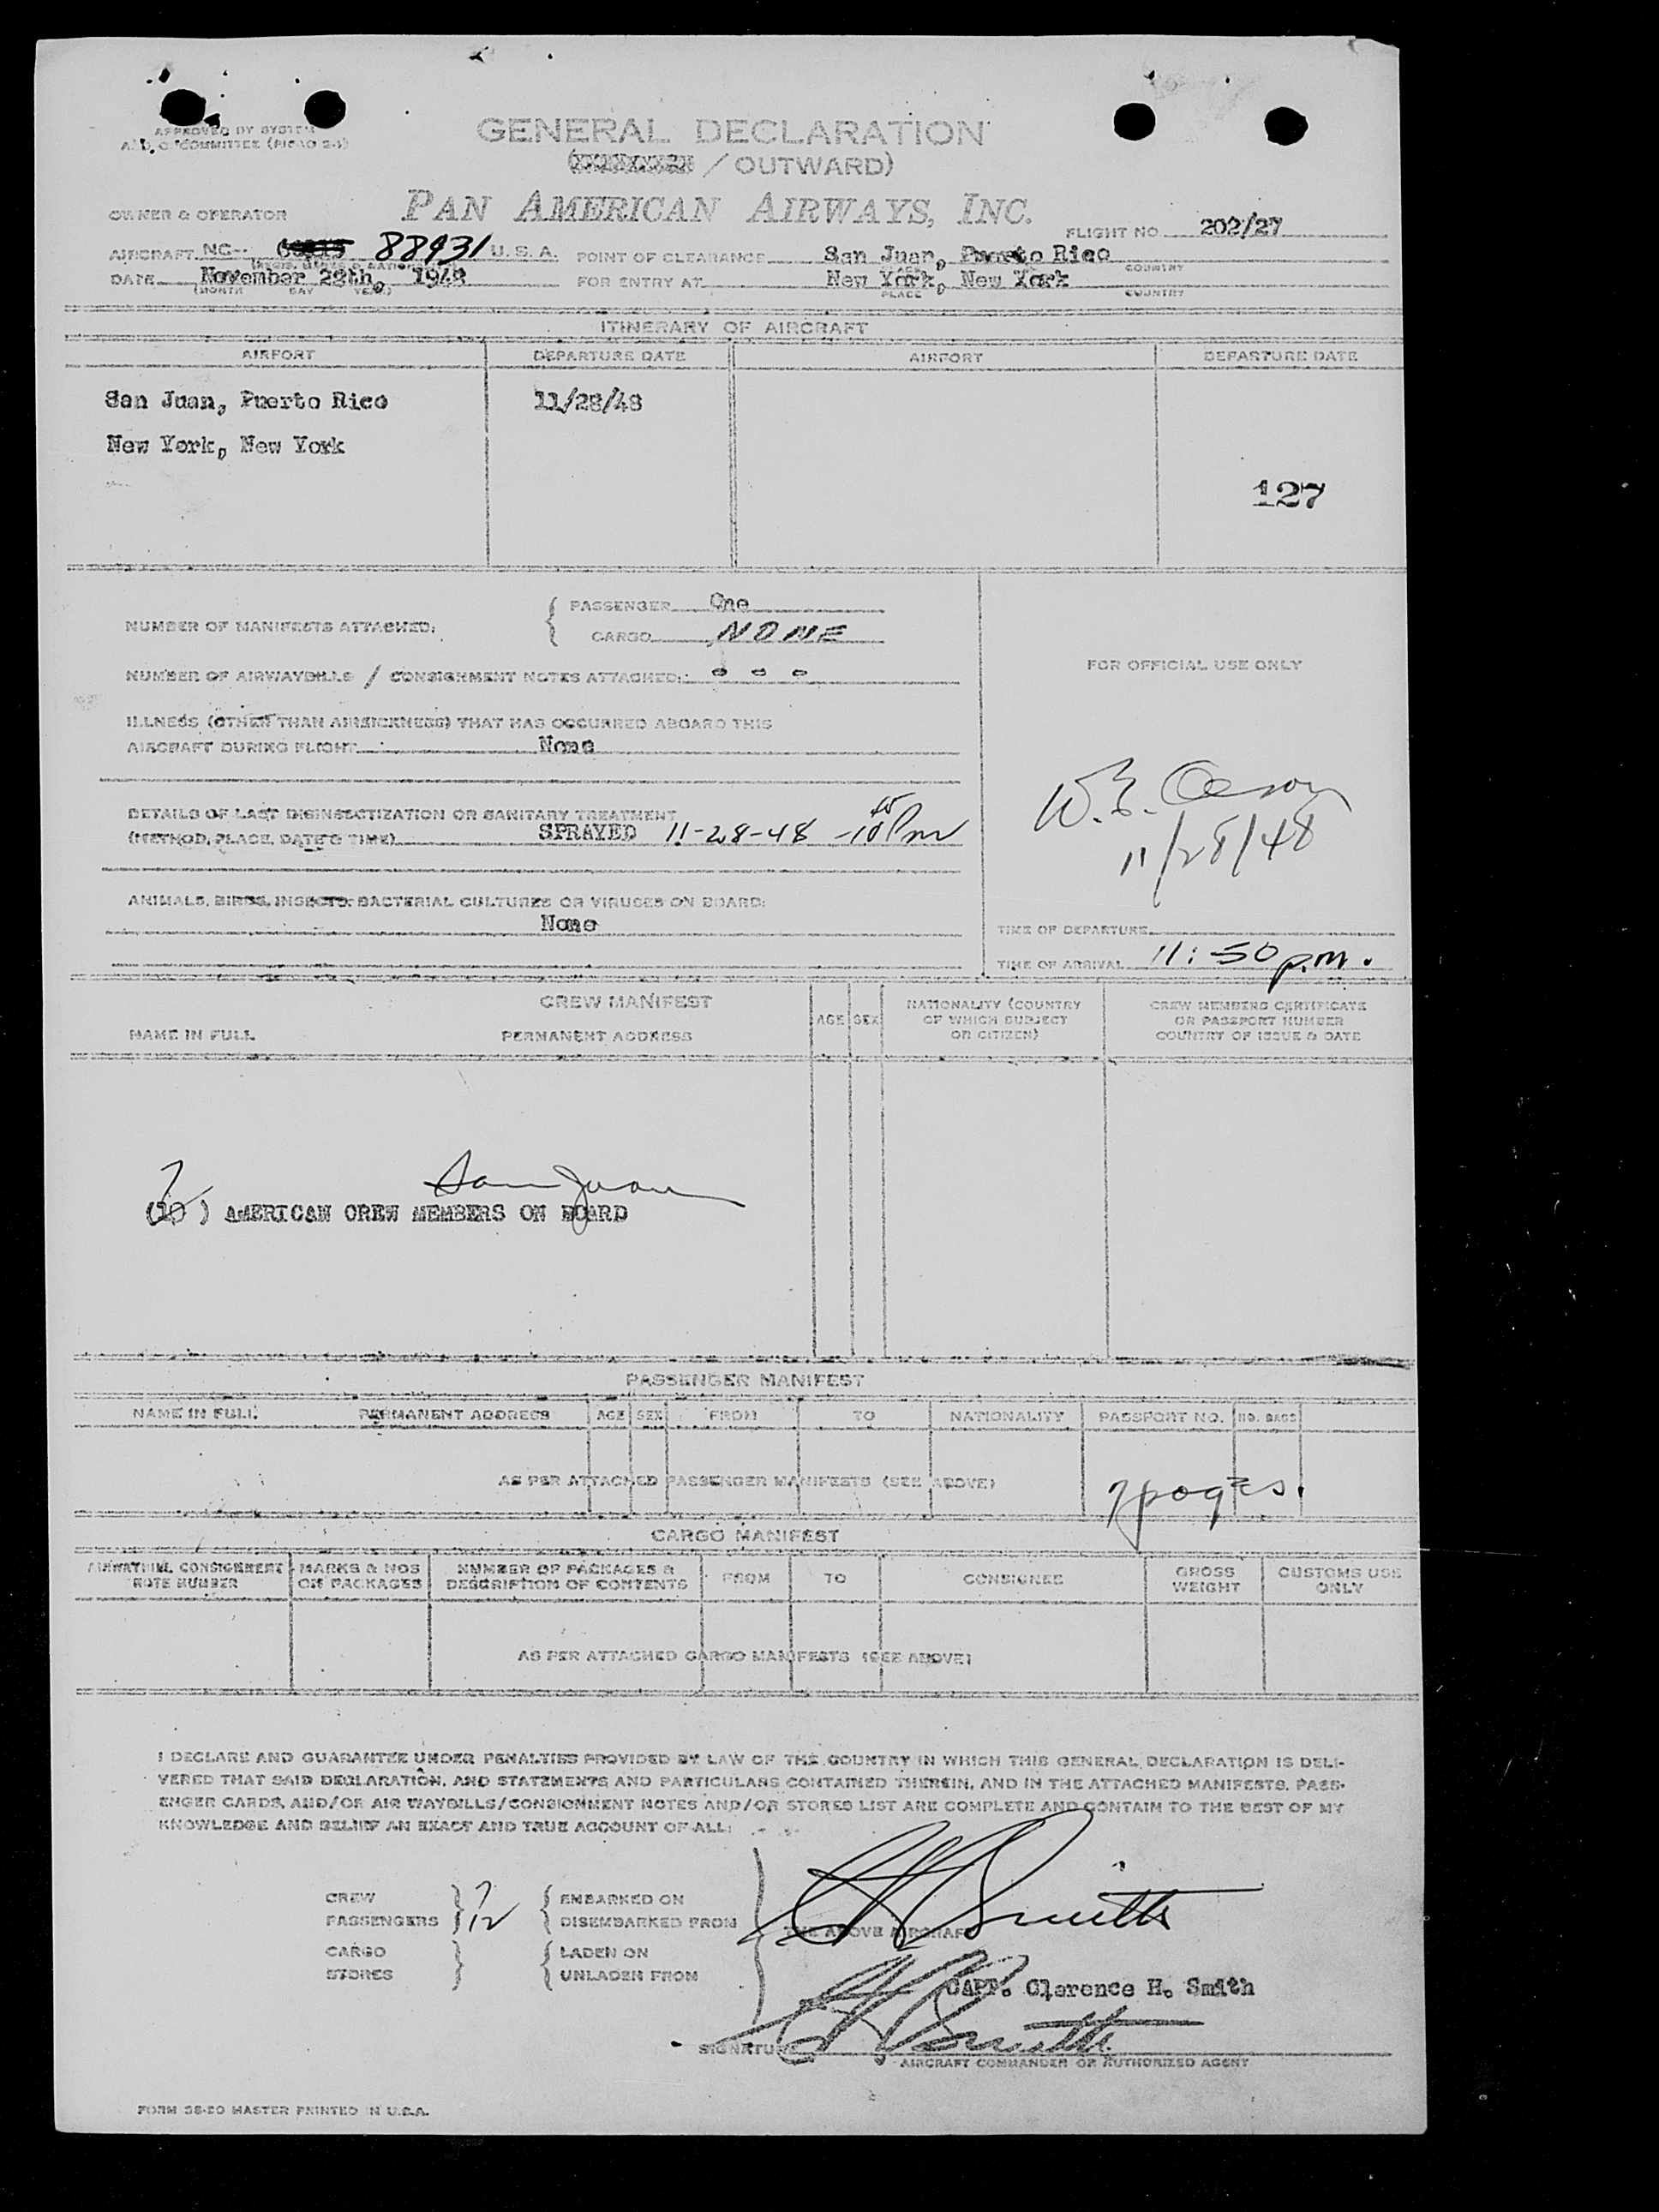 APPROVED BY SYSTEM
COMMITTEE (PICAO 2-1)
GENERAL DECLARATION
/ OUTWARD)
PAN AMERICAN AIRWAYS, INC.
OWNER & OPERATOR
FLIGHT NO. 202/27
AIRCRAFT NC-- 88931 U. S. A.
POINT OF CLEARANCE San Juan, Puerto Rico
COUNTRY
DATE November 28th, 1948
(MONTH DAY YEAR)
FOR ENTRY AT New York, New York
PLACE COUNTRY
ITINERARY OF AIRCRAFT
AIRPORT DEPARTURE DATE AIRPORT DEPARTURE DATE
San Juan, Puerto Rico 11/28/48
New York, New York
127
NUMBER OF MANIFESTS ATTACHED: { PASSENGER One
CARGO NONE
NUMBER OF AIRWAYBILLS / CONSIGNMENT NOTES ATTACHED: - - -
FOR OFFICIAL USE ONLY
ILLNESS (OTHER THAN AIRSICKNESS) THAT HAS OCCURRED ABOARD THIS
AIRCRAFT DURING FLIGHT None
DETAILS OF LAST DISINSECTIZATION OR SANITARY TREATMENT
(METHOD, PLACE, DATE & TIME) SPRAYED 11-28-48 -10 45 Pm
W. E.
11/28/48
ANIMALS, BIRDS, INSECTS, BACTERIAL CULTURES OR VIRUSES ON BOARD:
None
TIME OF DEPARTURE
TIME OF ARRIVAL 11:50 p.m.
CREW MANIFEST
NAME IN FULL PERMANENT ADDRESS AGE SEX
NATIONALITY (COUNTRY
OF WHICH SUBJECT
OR CITIZEN)
CREW MEMBERS CERTIFICATE
OR PASSPORT NUMBER
COUNTRY OF ISSUE & DATE
7 San Juan
(10) AMERICAN CREW MEMBERS ON BOARD
PASSENGER MANIFEST
NAME IN FULL PERMANENT ADDRESS AGE SEX FROM TO NATIONALITY PASSPORT NO. NO. BAGS
AS PER ATTACHED PASSENGER MANIFESTS (SEE ABOVE) 7 pages.
CARGO MANIFEST
AIRWAYBILL CONSIGNMENT
NOTE NUMBER
MARKS & NOS
ON PACKAGES
NUMBER OF PACKAGES &
DESCRIPTION OF CONTENTS
FROM TO CONSIGNEE
GROSS
WEIGHT
CUSTOMS USE
ONLY
AS PER ATTACHED CARGO MANIFESTS (SEE ABOVE)
I DECLARE AND GUARANTEE UNDER PENALTIES PROVIDED BY LAW OF THE COUNTRY IN WHICH THIS GENERAL DECLARATION IS DELI-
VERED THAT SAID DECLARATION, AND STATEMENTS AND PARTICULARS CONTAINED THEREIN, AND IN THE ATTACHED MANIFESTS, PASS-
ENGER CARDS, AND/OR AIR WAYBILLS/CONSIGNMENT NOTES AND/OR STORES LIST ARE COMPLETE AND CONTAIN TO THE BEST OF MY
KNOWLEDGE AND BELIEF AN EXACT AND TRUE ACCOUNT OF ALL:
CREW 7 EMBARKED ON
PASSENGERS 12 DISEMBARKED FROM
THE ABOVE AIRCRAFT
CARGO LADEN ON
STORES UNLADEN FROM
CAPT. Clarence H. Smith
SIGNATURE
AIRCRAFT COMMANDER OR AUTHORIZED AGENT
FORM 38-20 MASTER PRINTED IN U.S.A.